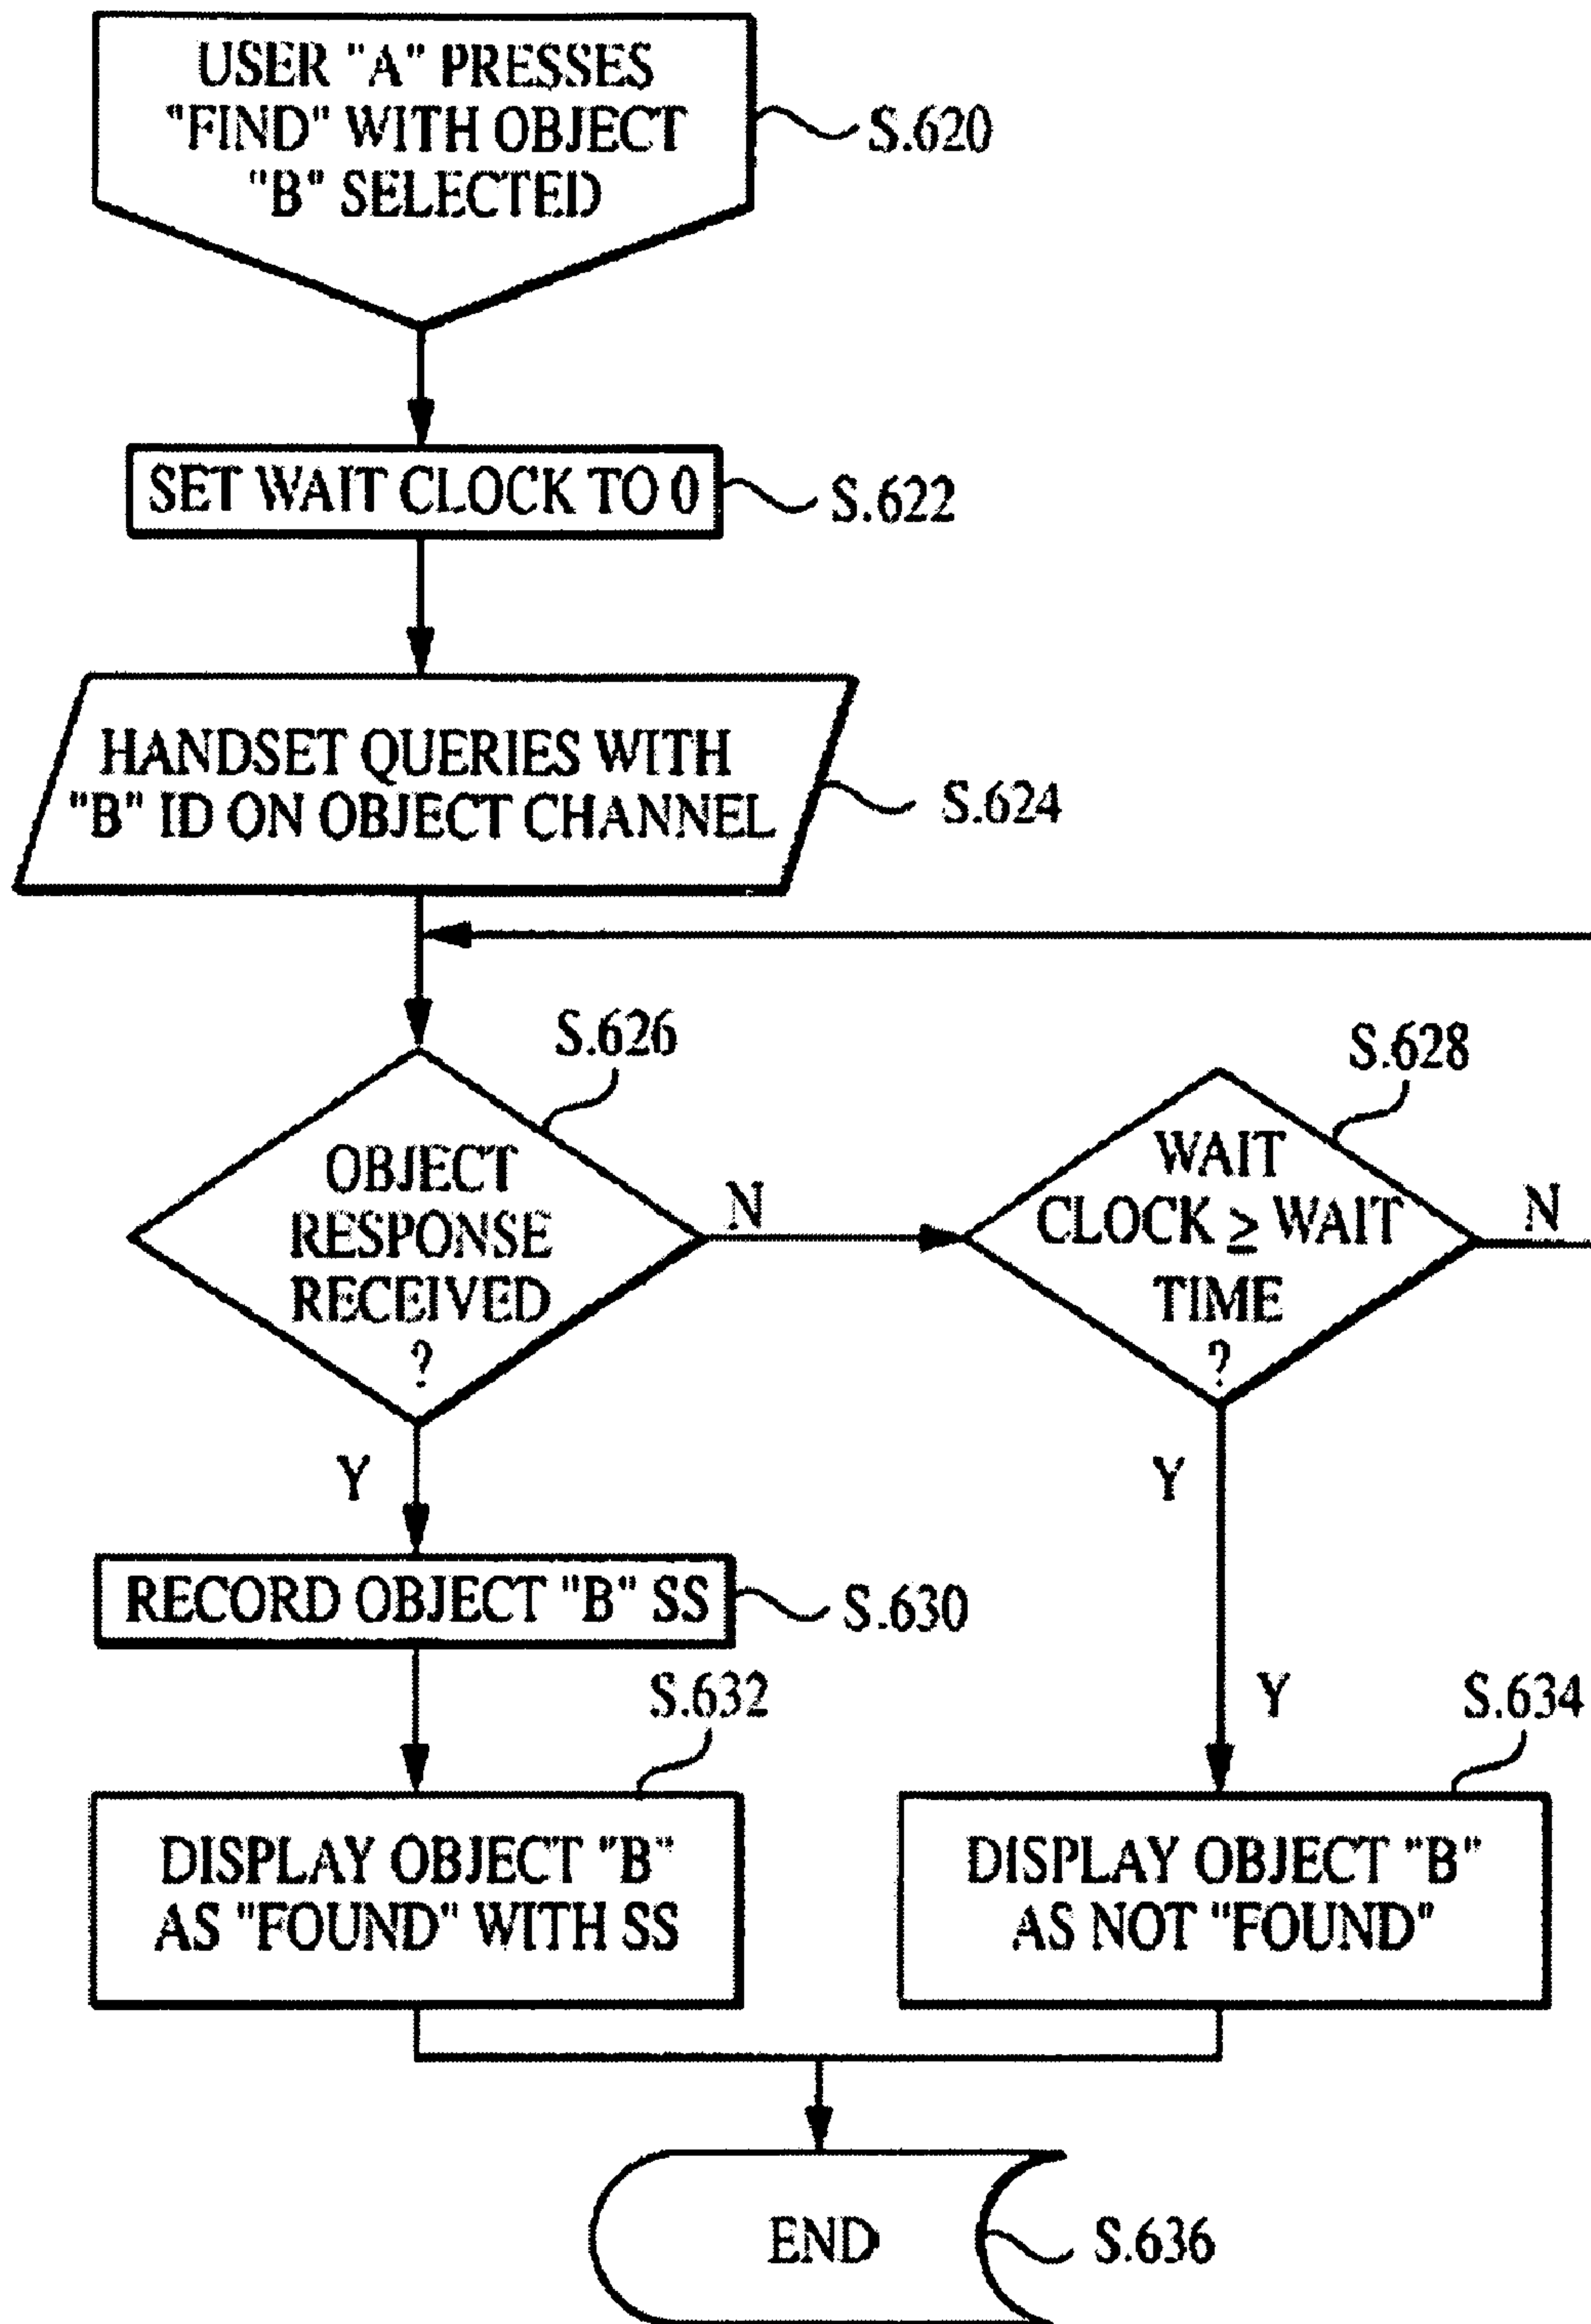 USER "A" PRESSES
"FIND" WITH OBJECT
"B" SELECTED
S.620
SET WAIT CLOCK TO 0
S.622
HANDSET QUERIES WITH
"B" ID ON OBJECT CHANNEL
S.624
S.626
OBJECT
RESPONSE
RECEIVED
?
N
Y
S.628
WAIT
CLOCK ≥ WAIT
TIME
?
N
Y
RECORD OBJECT "B" SS
S.630
S.632
Y
S.634
DISPLAY OBJECT "B"
AS "FOUND" WITH SS
DISPLAY OBJECT "B"
AS NOT "FOUND"
END
S.636